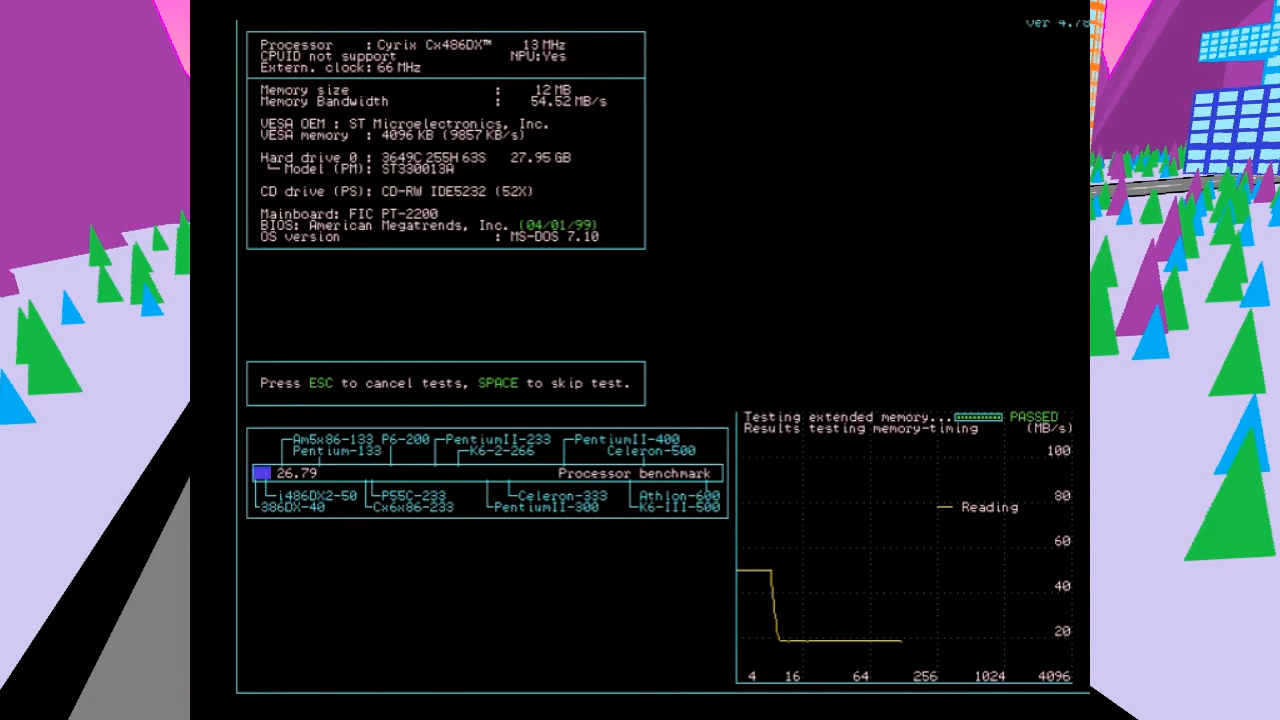 ver 4.78
Processor : Cyrix Cx486DX™ 13 MHz
CPUID not support NPU:Yes
Extern. clock: 66 MHz
Memory size : 12 MB
Memory Bandwidth : 54.52 MB/s
VESA OEM : ST Microelectronics, Inc.
VESA memory : 4096 KB (9857 KB/s)
Hard drive 0 : 3649C 255H 63S 27.95 GB
Model (PM): ST330013A
CD drive (PS): CD-RW IDE5232 (52X)
Mainboard: FIC PT-2200
BIOS: American Megatrends, Inc. (04/01/99)
OS version : MS-DOS 7.10
Press ESC to cancel tests, SPACE to skip test.
Am5x86-133 P6-200 PentiumII-233 PentiumII-400
Pentium-133 K6-2-266 Celeron-500
26.79 Processor benchmark
i486DX2-50 P55C-233 Celeron-333 Athlon-600
386DX-40 Cx6x86-233 PentiumII-300 K6-III-500
Testing extended memory... PASSED
Results testing memory-timing (MB/s)
100
80
Reading
60
40
20
4 16 64 256 1024 4096